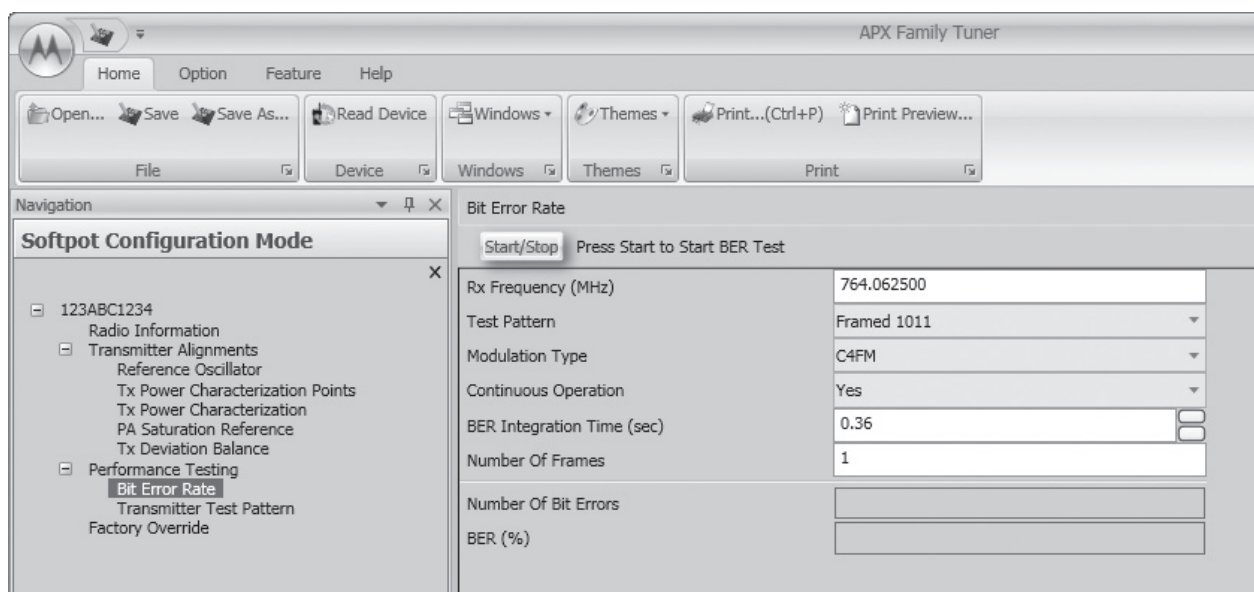 APX Family Tuner
Home Option Feature Help
Open... Save Save As... Read Device Windows Themes Print...(Ctrl+P) Print Preview...
File Device Windows Themes Print
Navigation
Softpot Configuration Mode
123ABC1234
Radio Information
Transmitter Alignments
Reference Oscillator
Tx Power Characterization Points
Tx Power Characterization
PA Saturation Reference
Tx Deviation Balance
Performance Testing
Bit Error Rate
Transmitter Test Pattern
Factory Override
Bit Error Rate
Start/Stop Press Start to Start BER Test
Rx Frequency (MHz) 764.062500
Test Pattern Framed 1011
Modulation Type C4FM
Continuous Operation Yes
BER Integration Time (sec) 0.36
Number Of Frames 1
Number Of Bit Errors
BER (%)